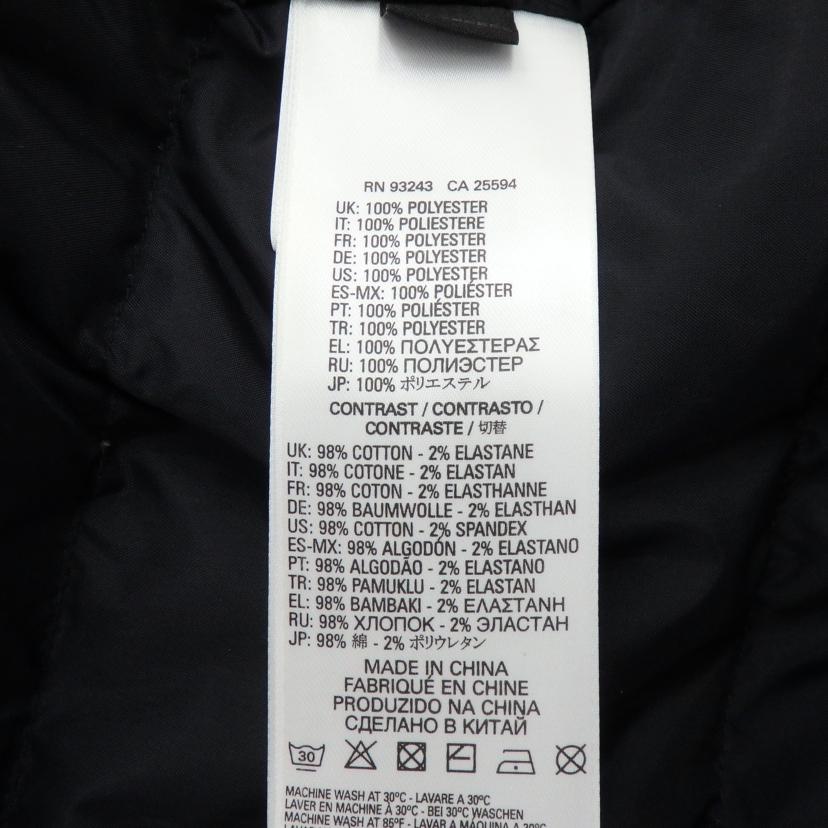 RN 93243 CA 25594
UK: 100% POLYESTER
IT: 100% POLIESTERE
FR: 100% POLYESTER
DE: 100% POLYESTER
US: 100% POLYESTER
ES-MX: 100% POLIÉSTER
PT: 100% POLIÉSTER
TR: 100% POLYESTER
EL: 100% ΠΟΛΥΕΣΤΕΡΑΣ
RU: 100% ПОЛИЭСТЕР
JP: 100% ポリエステル
CONTRAST / CONTRASTO /
CONTRASTE / 切替
UK: 98% COTTON - 2% ELASTANE
IT: 98% COTONE - 2% ELASTAN
FR: 98% COTON - 2% ELASTHANNE
DE: 98% BAUMWOLLE - 2% ELASTHAN
US: 98% COTTON - 2% SPANDEX
ES-MX: 98% ALGODÓN - 2% ELASTANO
PT: 98% ALGODÃO - 2% ELASTANO
TR: 98% PAMUKLU - 2% ELASTAN
EL: 98% BAMBAKI - 2% ΕΛΑΣΤΑΝΗ
RU: 98% ХЛОПОК - 2% ЭЛАСТАН
JP: 98% 綿 - 2% ポリウレタン
MADE IN CHINA
FABRIQUÉ EN CHINE
PRODUZIDO NA CHINA
СДЕЛАНО В КИТАЙ
30
MACHINE WASH AT 30ºC - LAVARE A 30ºC
LAVER EN MACHINE À 30ºC - BEI 30ºC WASCHEN
MACHINE WASH AT 85ºF - LAVAR A MÁQUINA A 30ºC